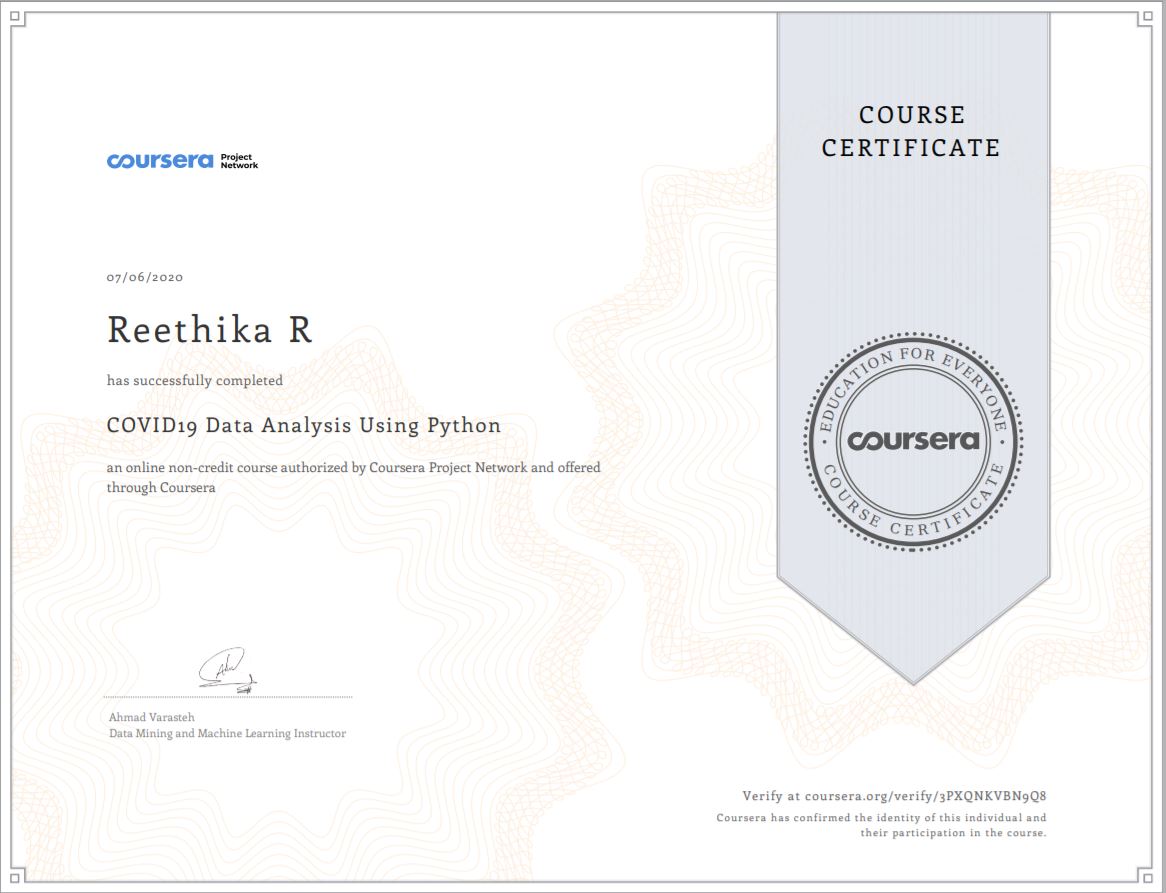 COURSE
CERTIFICATE
coursera Project
Network
07/06/2020
Reethika R
has successfully completed
COVID19 Data Analysis Using Python
an online non-credit course authorized by Coursera Project Network and offered
through Coursera
EDUCATION FOR EVERYONE
coursera
COURSE CERTIFICATE
Ahmad Varasteh
Data Mining and Machine Learning Instructor
Verify at coursera.org/verify/3PXQNKVBN9Q8
Coursera has confirmed the identity of this individual and
their participation in the course.